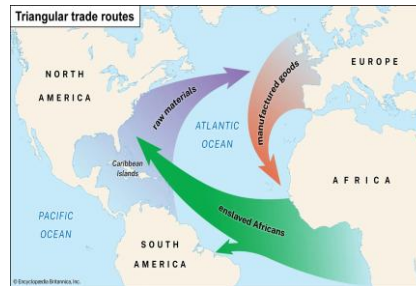 Triangular trade routes
NORTH
AMERICA
EUROPE
raw materials
manufactured goods
ATLANTIC
OCEAN
Caribbean
Islands
AFRICA
enslaved Africans
PACIFIC
OCEAN
SOUTH
AMERICA
© Encyclopædia Britannica, Inc.